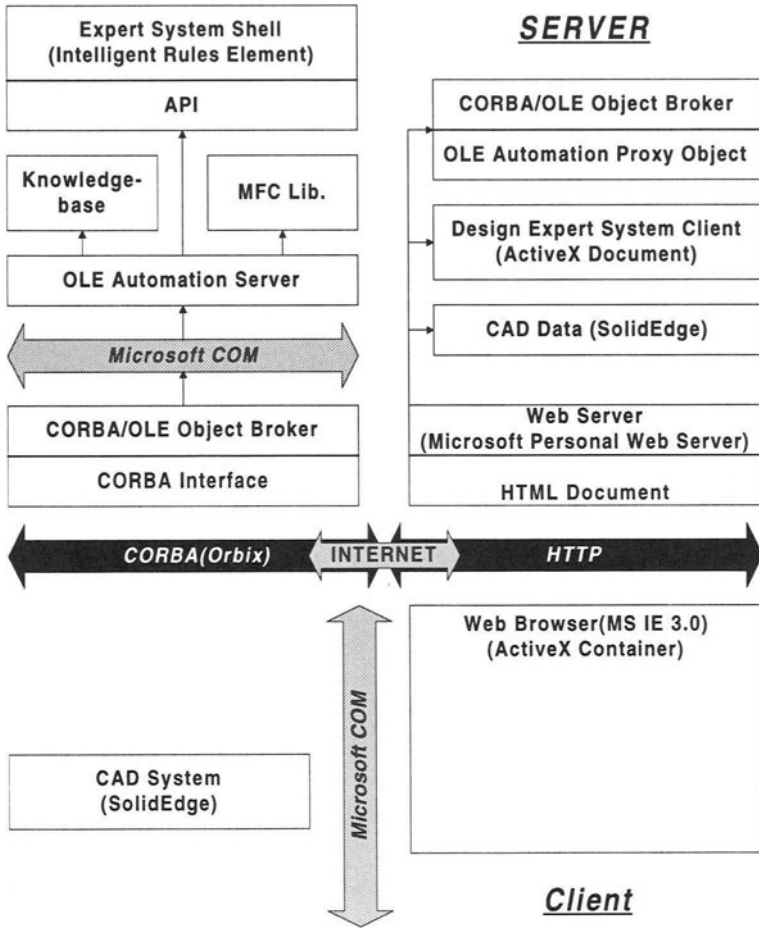 Expert System Shell
(Intelligent Rules Element)
API
Knowledge-
base
MFC Lib.
OLE Automation Server
Microsoft COM
CORBA/OLE Object Broker
CORBA Interface
SERVER
CORBA/OLE Object Broker
OLE Automation Proxy Object
Design Expert System Client
(ActiveX Document)
CAD Data (SolidEdge)
Web Server
(Microsoft Personal Web Server)
HTML Document
CORBA(Orbix)
INTERNET
HTTP
Microsoft COM
CAD System
(SolidEdge)
Web Browser(MS IE 3.0)
(ActiveX Container)
Client